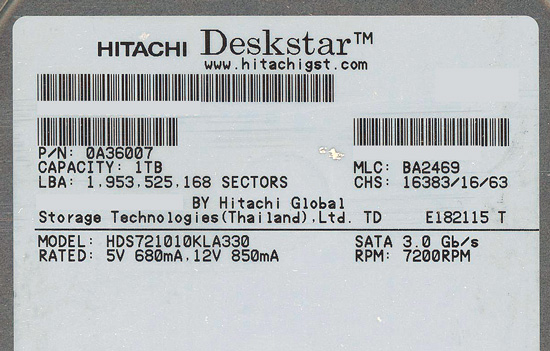 HITACHI Deskstar™
www.hitachigst.com
P/N: 0A36007
CAPACITY: 1TB MLC: BA2469
LBA: 1,953,525,168 SECTORS CHS: 16383/16/63
BY Hitachi Global
Storage Technologies(Thailand).Ltd. TD E182115 T
MODEL: HDS721010KLA330 SATA 3.0 Gb/s
RATED: 5V 680mA,12V 850mA RPM: 7200RPM